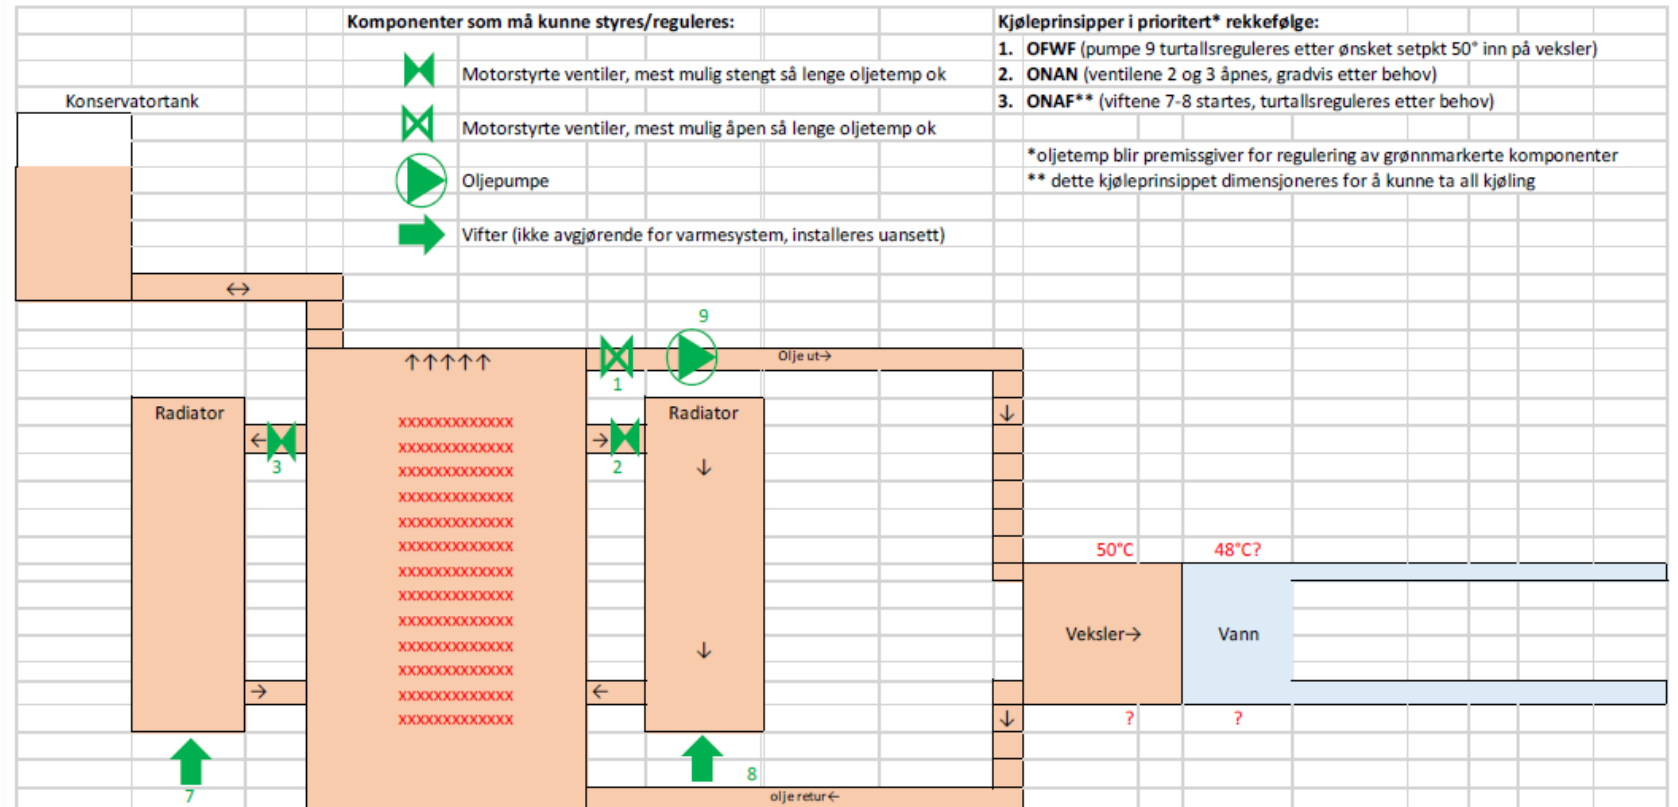 Komponenter som må kunne styres/reguleres:
Motorstyrte ventiler, mest mulig stengt så lenge oljetemp ok
Motorstyrte ventiler, mest mulig åpen så lenge oljetemp ok
Oljepumpe
Vifter (ikke avgjørende for varmesystem, installeres uansett)
Kjøleprinsipper i prioritert* rekkefølge:
1. OFWF (pumpe 9 turtallsreguleres etter ønsket setpkt 50° inn på veksler)
2. ONAN (ventilene 2 og 3 åpnes, gradvis etter behov)
3. ONAF** (viftene 7-8 startes, turtallsreguleres etter behov)
*oljetemp blir premissgiver for regulering av grønnmarkerte komponenter
** dette kjøleprinsippet dimensjoneres for å kunne ta all kjøling
Konservatortank
↔
9
↑↑↑↑↑
1
Olje ut→
Radiator
←
3
xxxxxxxxxxxxx
xxxxxxxxxxxxx
xxxxxxxxxxxxx
xxxxxxxxxxxxx
xxxxxxxxxxxxx
xxxxxxxxxxxxx
xxxxxxxxxxxxx
xxxxxxxxxxxxx
xxxxxxxxxxxxx
xxxxxxxxxxxxx
xxxxxxxxxxxxx
xxxxxxxxxxxxx
xxxxxxxxxxxxx
→
2
Radiator
↓
↓
↓
→
←
50°C
48°C?
Veksler→
Vann
?
?
↓
7
8
olje retur←